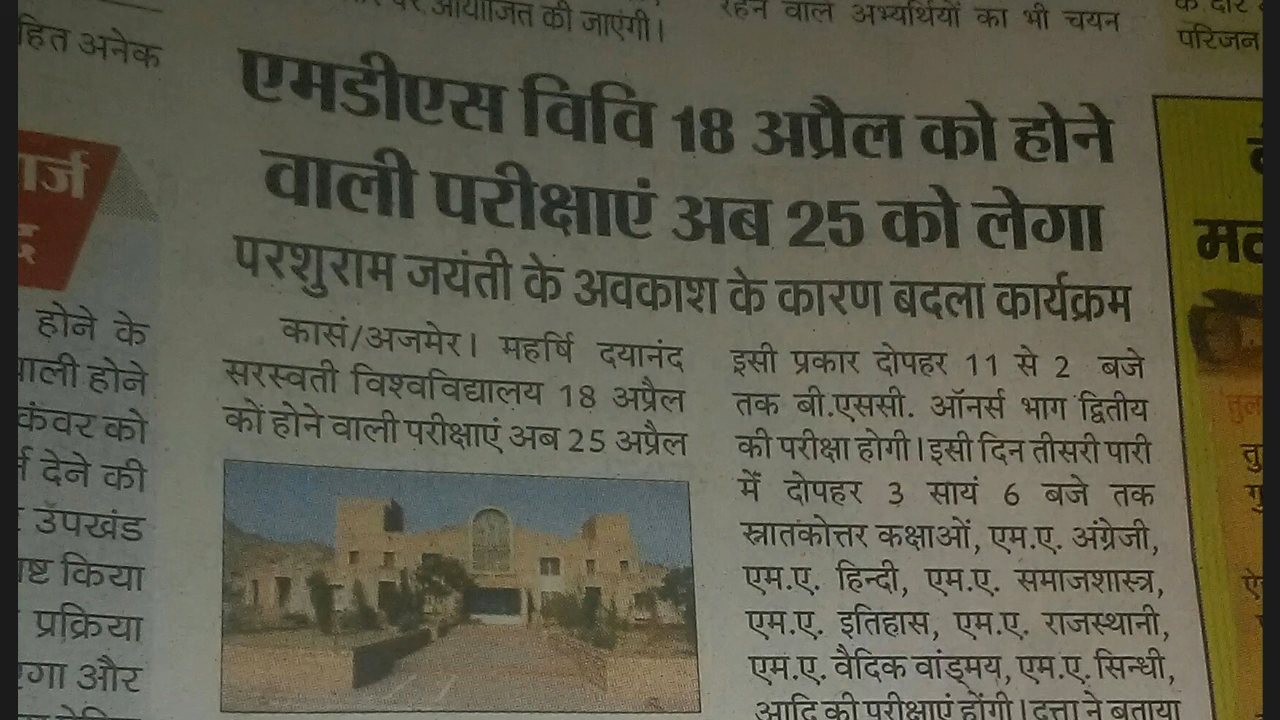 आयोजित की जाएंगी।
रहने वाले अभ्यर्थियों का भी चयन
परिजन
हित अनेक
एमडीएस विवि 18 अप्रैल को होने
वाली परीक्षाएं अब 25 को लेगा
परशुराम जयंती के अवकाश के कारण बदला कार्यक्रम
कासं/अजमेर। महर्षि दयानंद
सरस्वती विश्वविद्यालय 18 अप्रैल
कों होने वाली परीक्षाएं अब 25 अप्रैल
इसी प्रकार दोपहर 11 से 2 बजे
तक बी.एससी. ऑनर्स भाग द्वितीय
की परीक्षा होगी। इसी दिन तीसरी पारी
में दोपहर 3 सायं 6 बजे तक
स्नातकोत्तर कक्षाओं, एम.ए. अंग्रेजी,
एम.ए. हिन्दी, एम.ए. समाजशास्त्र,
एम.ए. इतिहास, एम.ए. राजस्थानी,
एम.ए. वैदिक वांड्मय, एम.ए. सिन्धी,
आदि की परीक्षाएं होंगी। दत्ता ने बताया
होने के
वाली होने
कंवर को
देने की
उपखंड
किया
प्रक्रिया
और